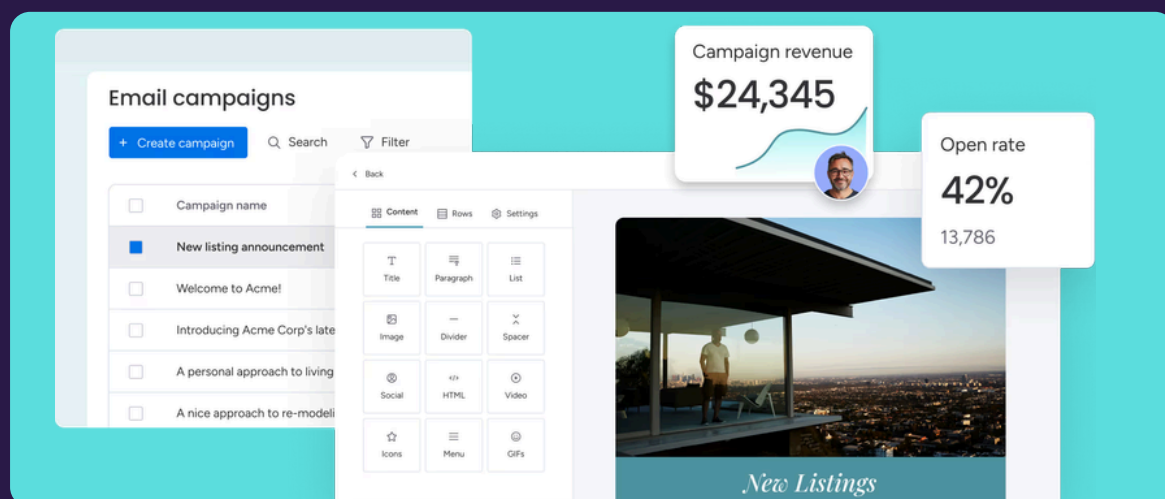 Email campaigns
+ Create campaign
Search
Filter
Campaign name
New listing announcement
Welcome to Acme!
Introducing Acme Corp's late
A personal approach to living
A nice approach to re-modeli
Back
Content
Rows
Settings
Title
Paragraph
List
Image
Divider
Spacer
Social
HTML
Video
Icons
Menu
GIFs
Campaign revenue
$24,345
Open rate
42%
13,786
New Listings